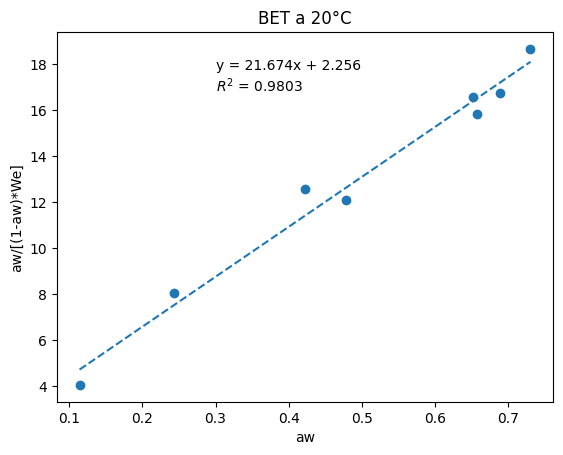 BET a 20°C
y = 21.674x + 2.256
R² = 0.9803
aw/[(1-aw)*We]
18
16
14
12
10
8
6
4
0.1 0.2 0.3 0.4 0.5 0.6 0.7
aw